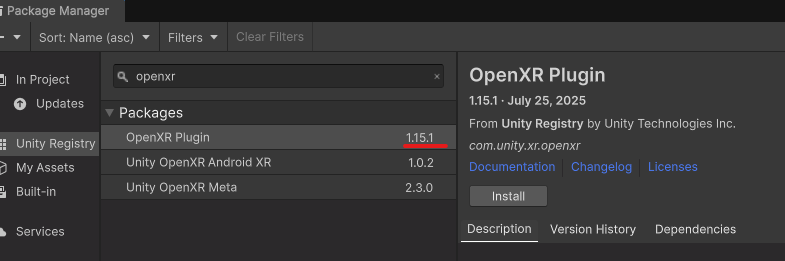 Package Manager
Sort: Name (asc) Filters Clear Filters
In Project
Updates
Unity Registry
My Assets
Built-in
Services
openxr
Packages
OpenXR Plugin 1.15.1
Unity OpenXR Android XR 1.0.2
Unity OpenXR Meta 2.3.0
OpenXR Plugin
1.15.1 · July 25, 2025
From Unity Registry by Unity Technologies Inc.
com.unity.xr.openxr
Documentation Changelog Licenses
Install
Description Version History Dependencies